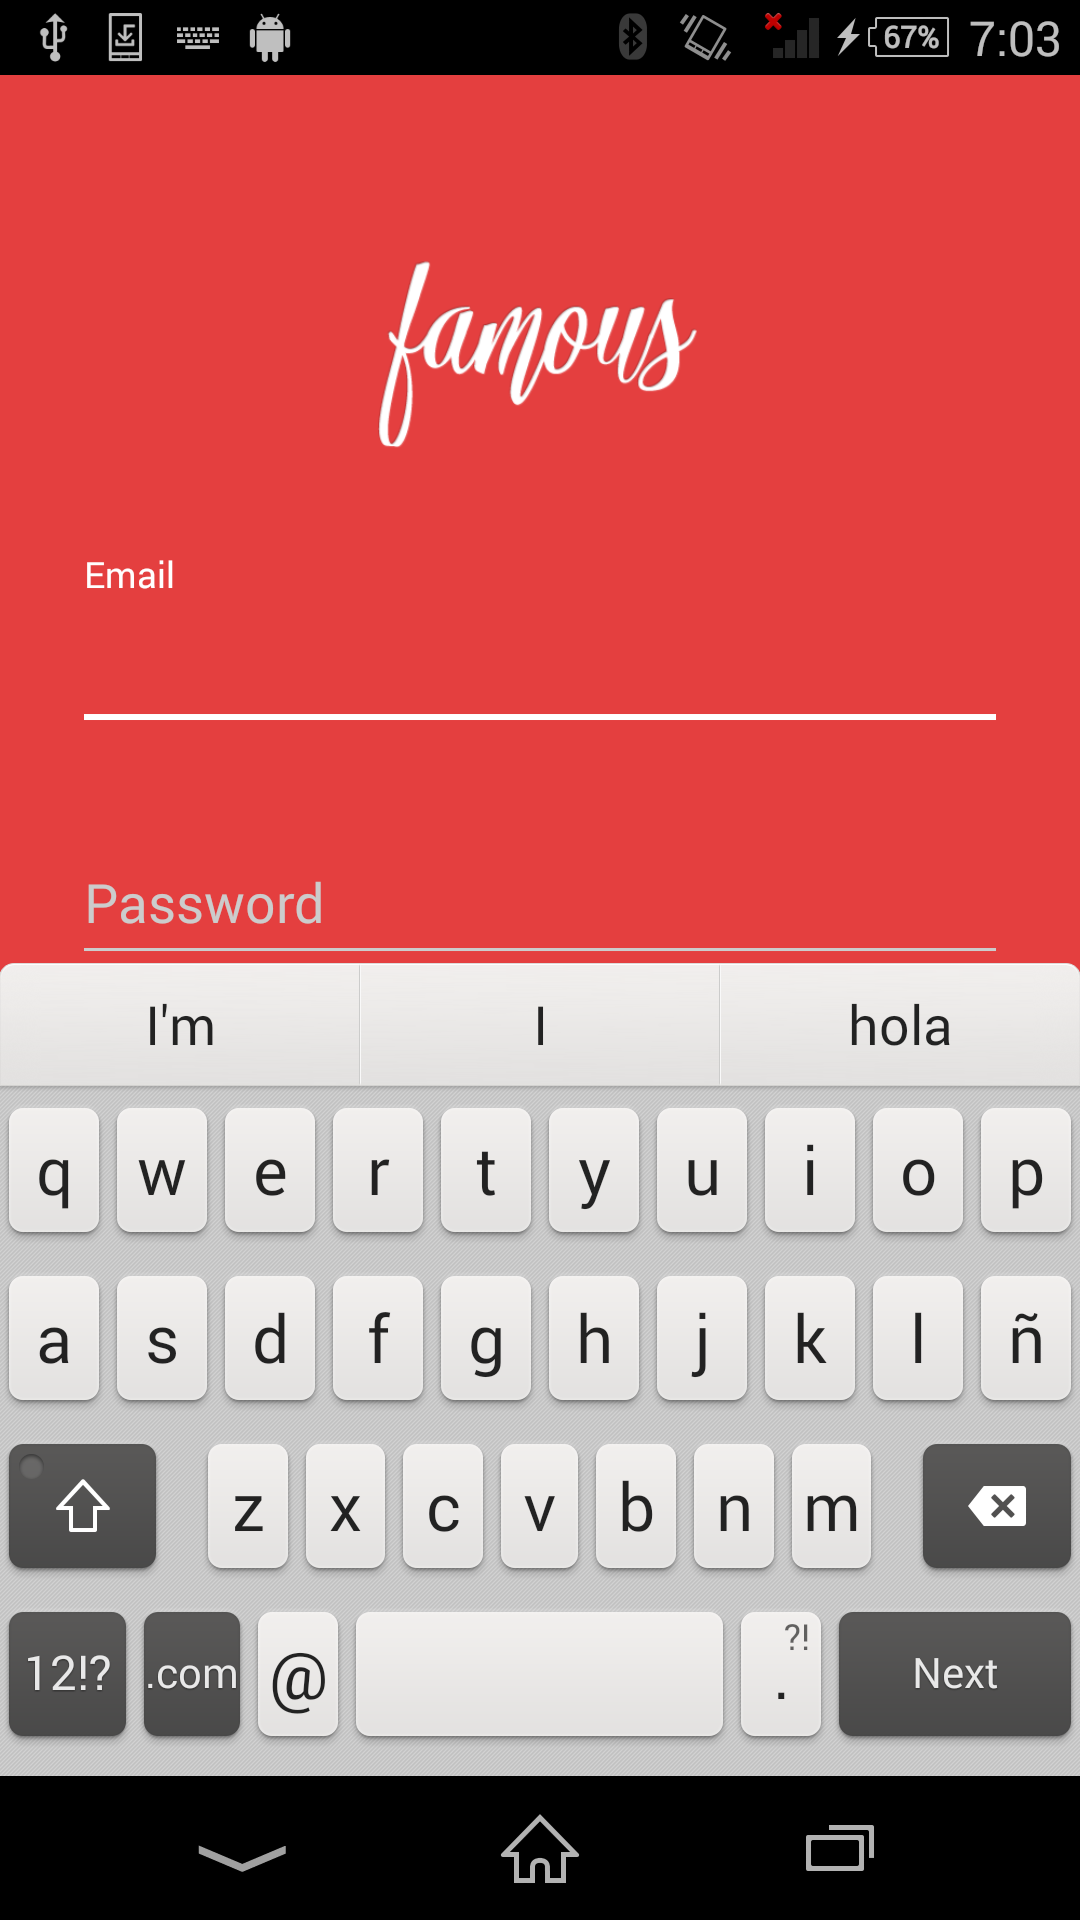 67% 7:03
famous
Email
Password
I'm I hola
q w e r t y u i o p
a s d f g h j k l ñ
z x c v b n m
12!? .com @ ?! . Next